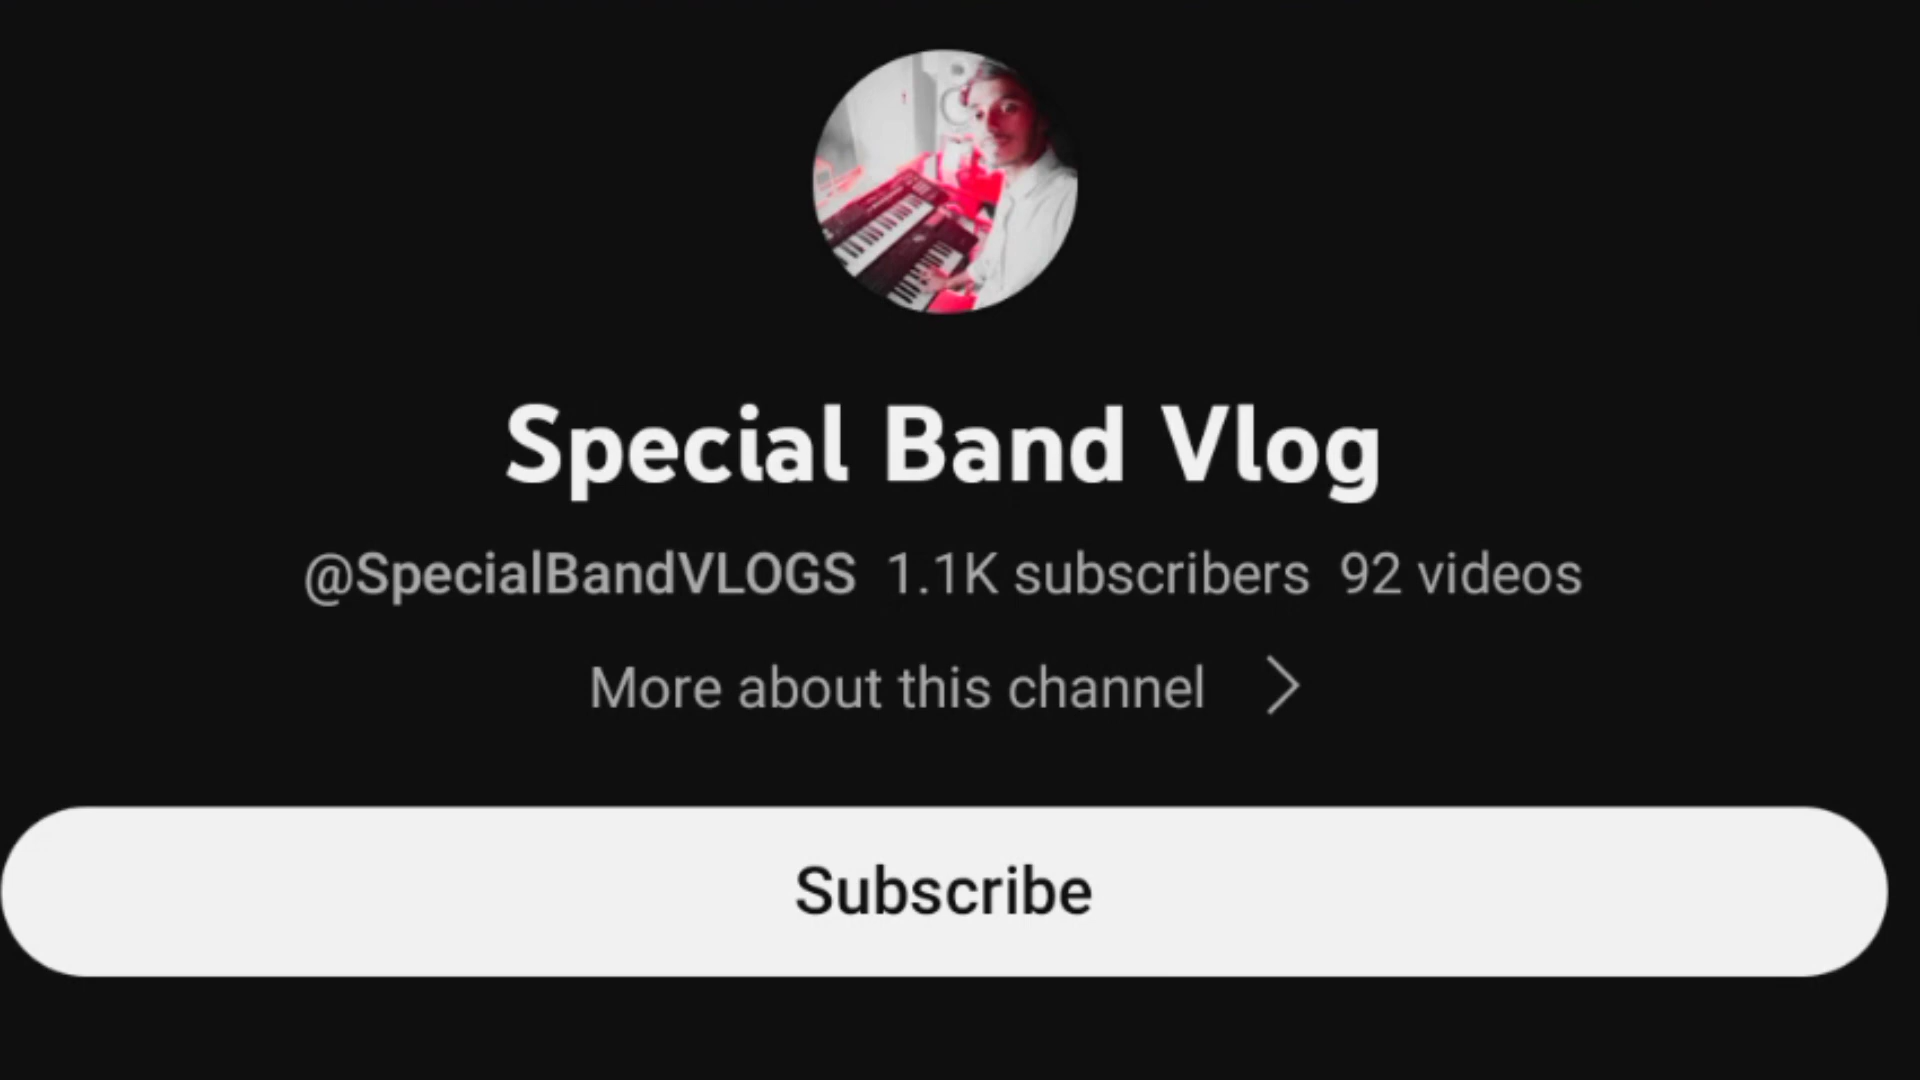 Special Band Vlog
@SpecialBandVLOGS 1.1K subscribers 92 videos
More about this channel
Subscribe